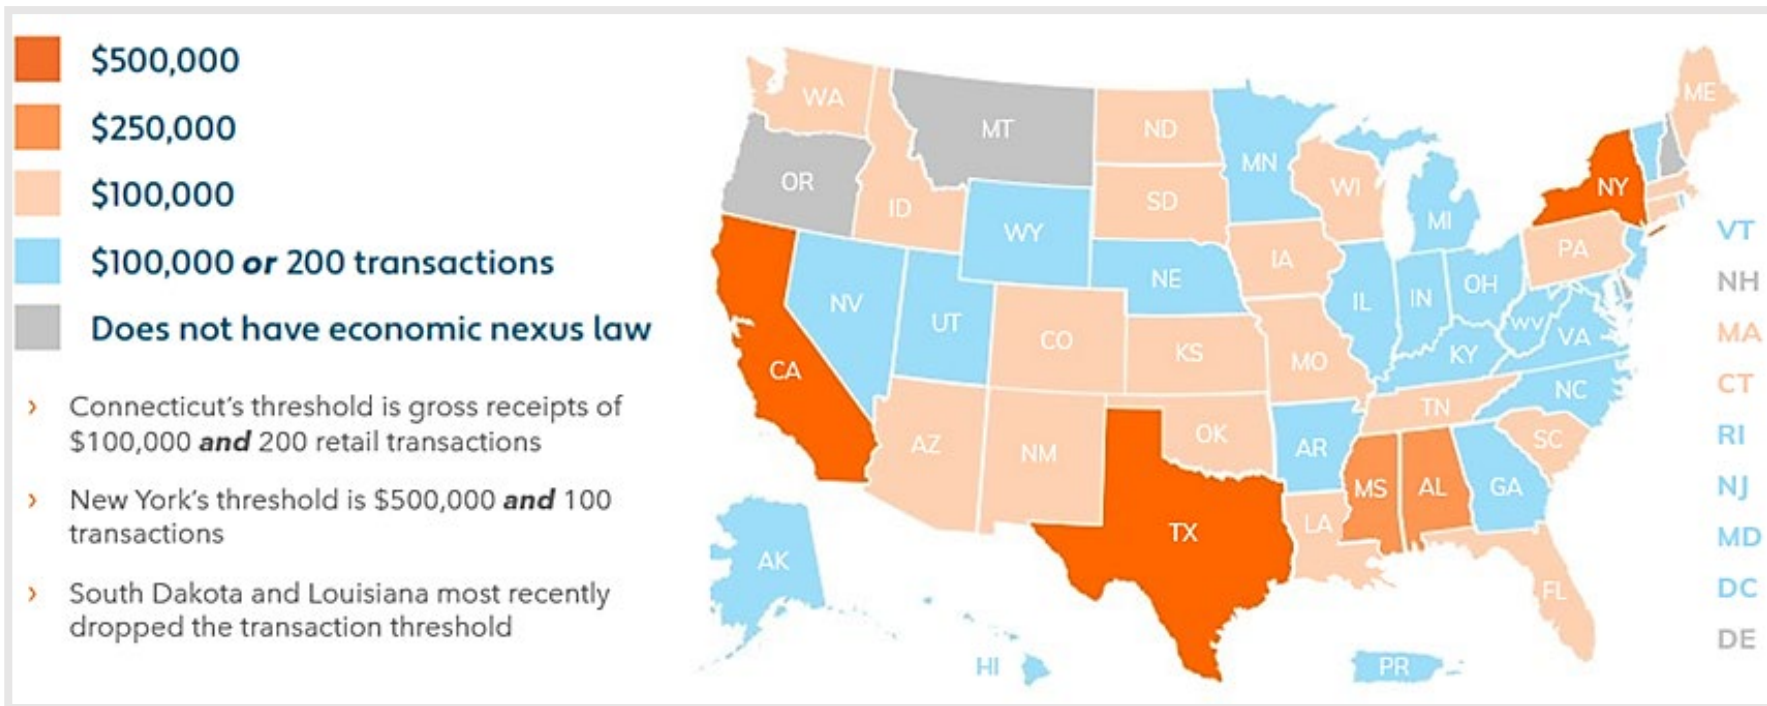 $500,000
$250,000
$100,000
$100,000 or 200 transactions
Does not have economic nexus law
› Connecticut's threshold is gross receipts of
$100,000 and 200 retail transactions
› New York's threshold is $500,000 and 100
transactions
› South Dakota and Louisiana most recently
dropped the transaction threshold
WA
MT
ND
MN
ME
OR
ID
SD
WI
NY
WY
MI
PA
IA
NE
OH
NV
UT
IL
IN
WV
VA
CO
KS
MO
KY
CA
NC
TN
AZ
NM
OK
AR
SC
MS
AL
GA
TX
LA
AK
FL
HI
PR
VT
NH
MA
CT
RI
NJ
MD
DC
DE